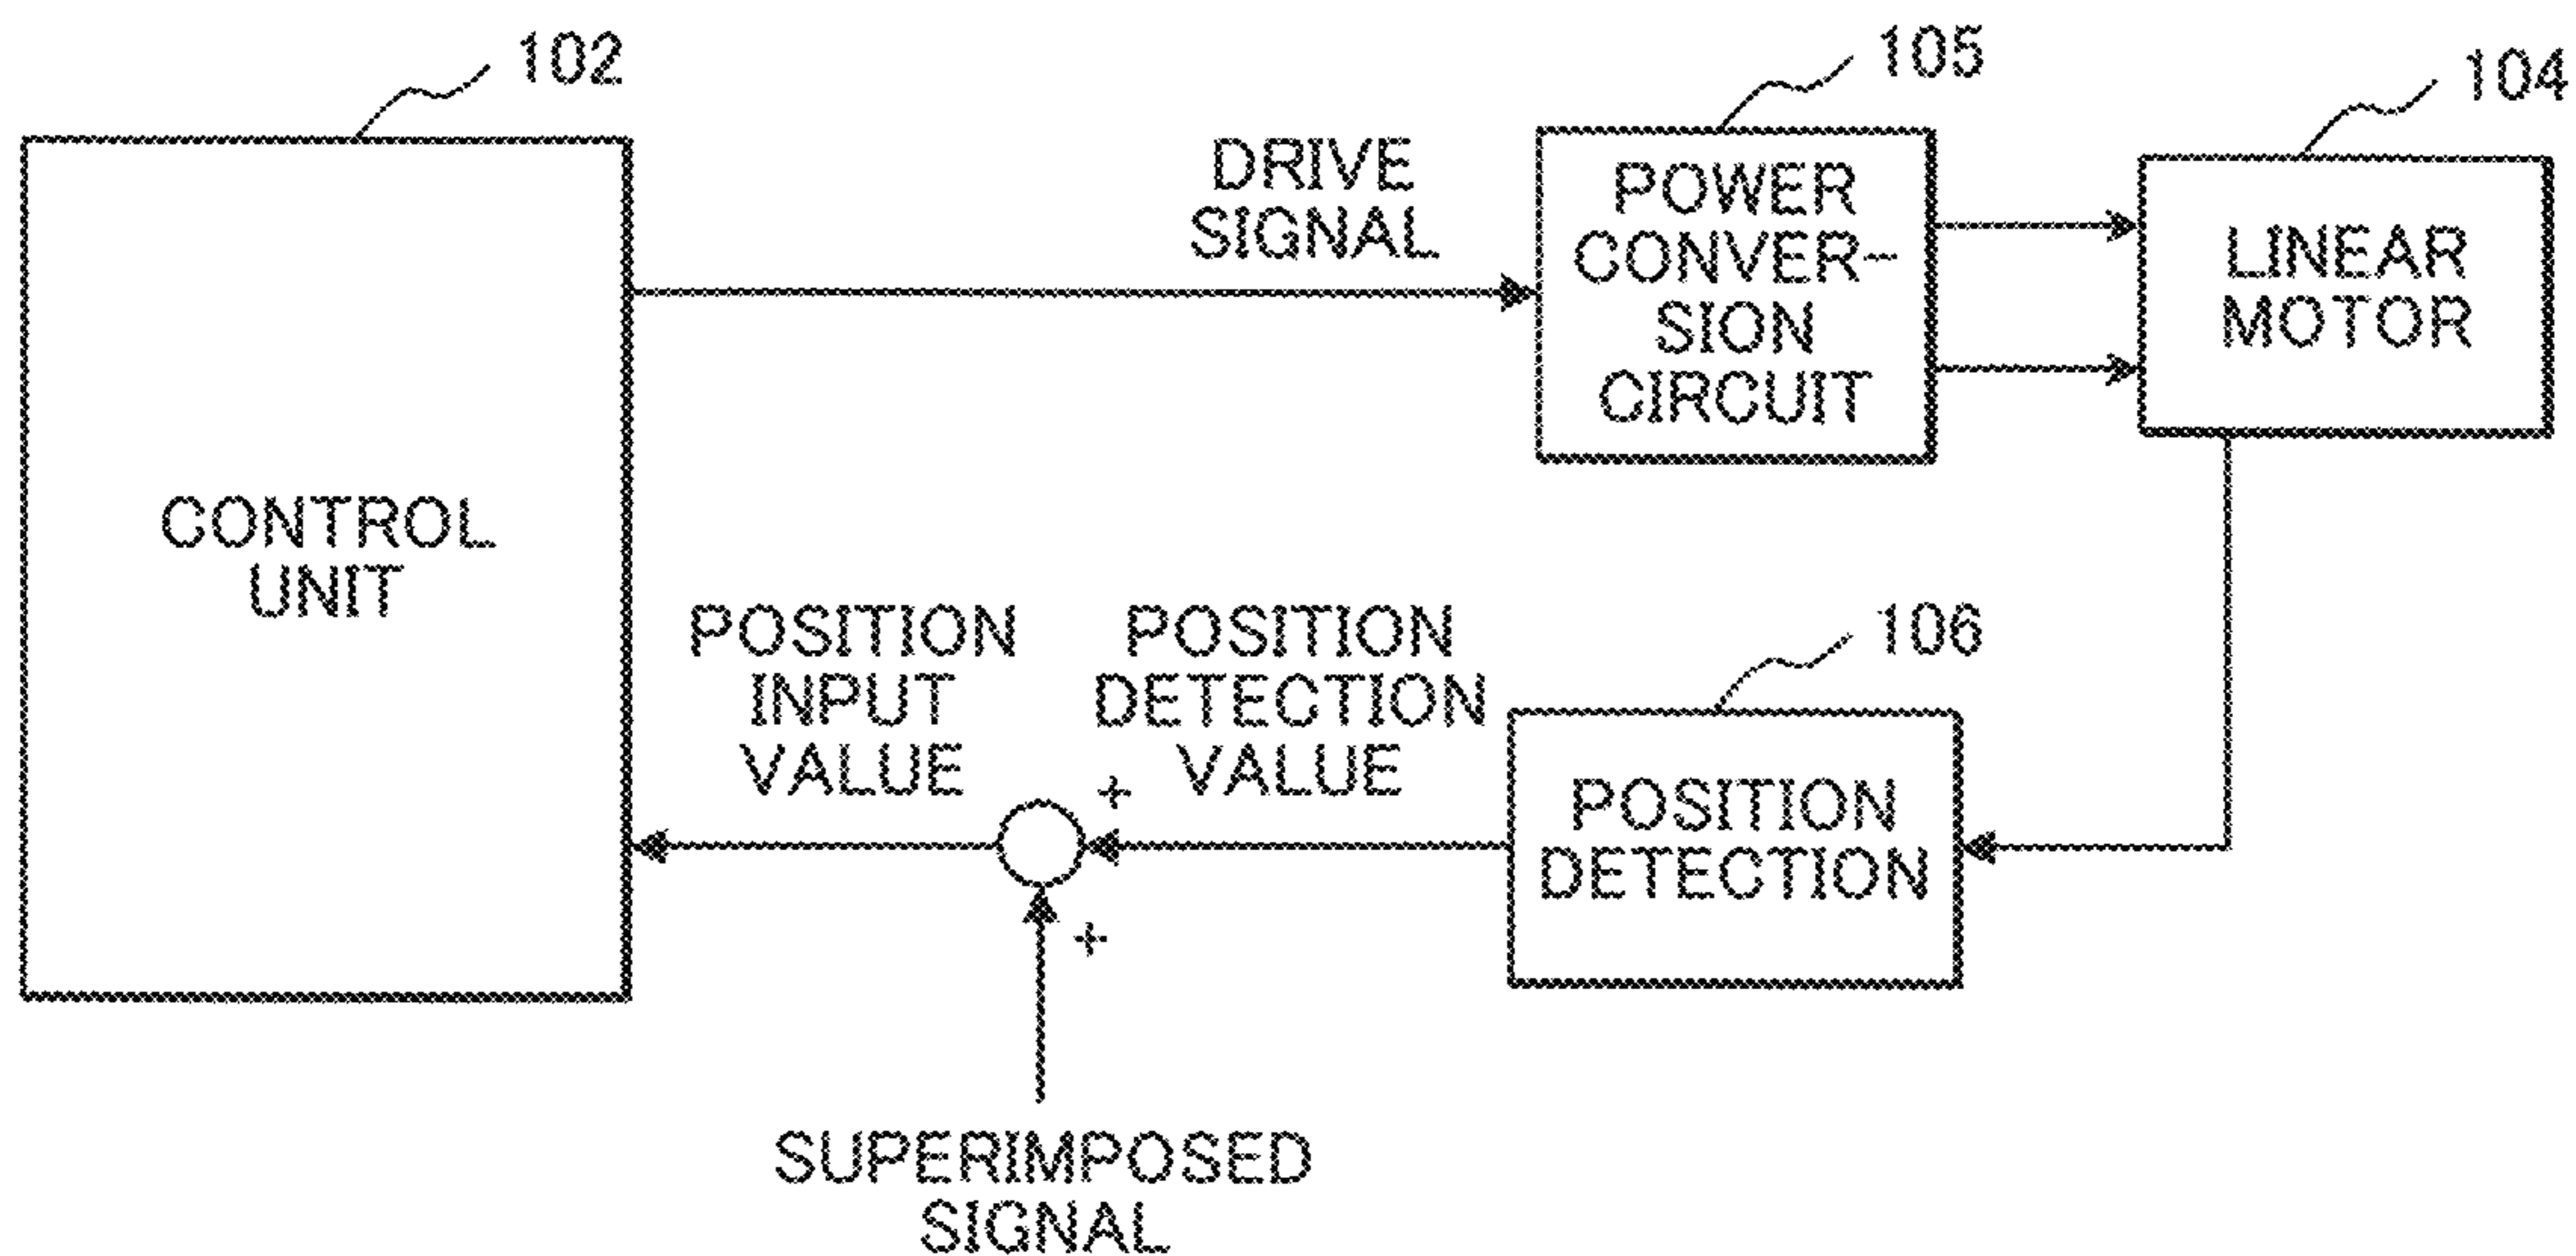 102
105
104
DRIVE
SIGNAL
POWER
CONVER-
SION
CIRCUIT
LINEAR
MOTOR
CONTROL
UNIT
POSITION
INPUT
VALUE
POSITION
DETECTION
VALUE
106
+
POSITION
DETECTION
+
SUPERIMPOSED
SIGNAL